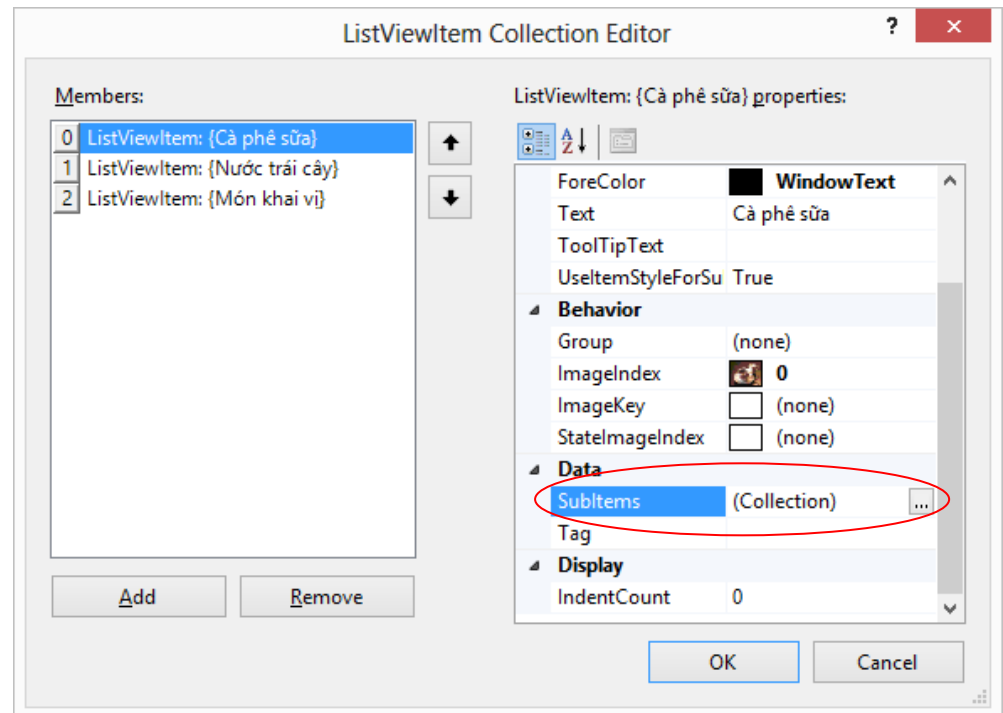 ListViewItem Collection Editor
?
×
Members:
ListViewItem: {Cà phê sữa} properties:
0 ListViewItem: {Cà phê sữa}
1 ListViewItem: {Nước trái cây}
2 ListViewItem: {Món khai vị}
A
Z
ForeColor WindowText
Text Cà phê sữa
ToolTipText
UseItemStyleForSu True
Behavior
Group (none)
ImageIndex 0
ImageKey (none)
StateImageIndex (none)
Data
SubItems (Collection) ...
Tag
Display
IndentCount 0
Add
Remove
OK
Cancel